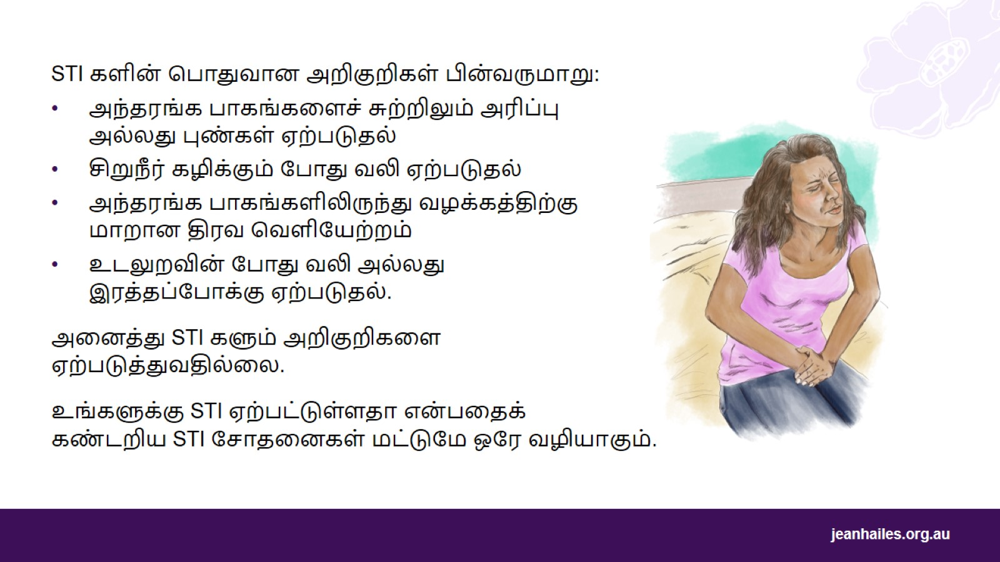 STI களின் பொதுவான அறிகுறிகள் பின்வருமாறு:
• அந்தரங்க பாகங்களைச் சுற்றிலும் அரிப்பு
அல்லது புண்கள் ஏற்படுதல்
• சிறுநீர் கழிக்கும் போது வலி ஏற்படுதல்
• அந்தரங்க பாகங்களிலிருந்து வழக்கத்திற்கு
மாறான திரவ வெளியேற்றம்
• உடலுறவின் போது வலி அல்லது
இரத்தப்போக்கு ஏற்படுதல்.
அனைத்து STI களும் அறிகுறிகளை
ஏற்படுத்துவதில்லை.
உங்களுக்கு STI ஏற்பட்டுள்ளதா என்பதைக்
கண்டறிய STI சோதனைகள் மட்டுமே ஒரே வழியாகும்.
jeanhailes.org.au